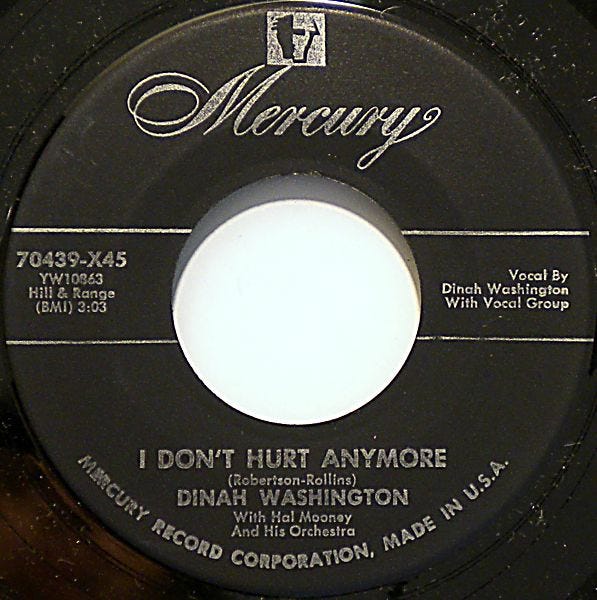 Mercury
70439-X45
YW10863
Hill & Range
(BMI) 3:03
Vocal By
Dinah Washington
With Vocal Group
I DON'T HURT ANYMORE
(Robertson-Rollins)
DINAH WASHINGTON
With Hal Mooney
And His Orchestra
MERCURY RECORD CORPORATION, MADE IN U.S.A.